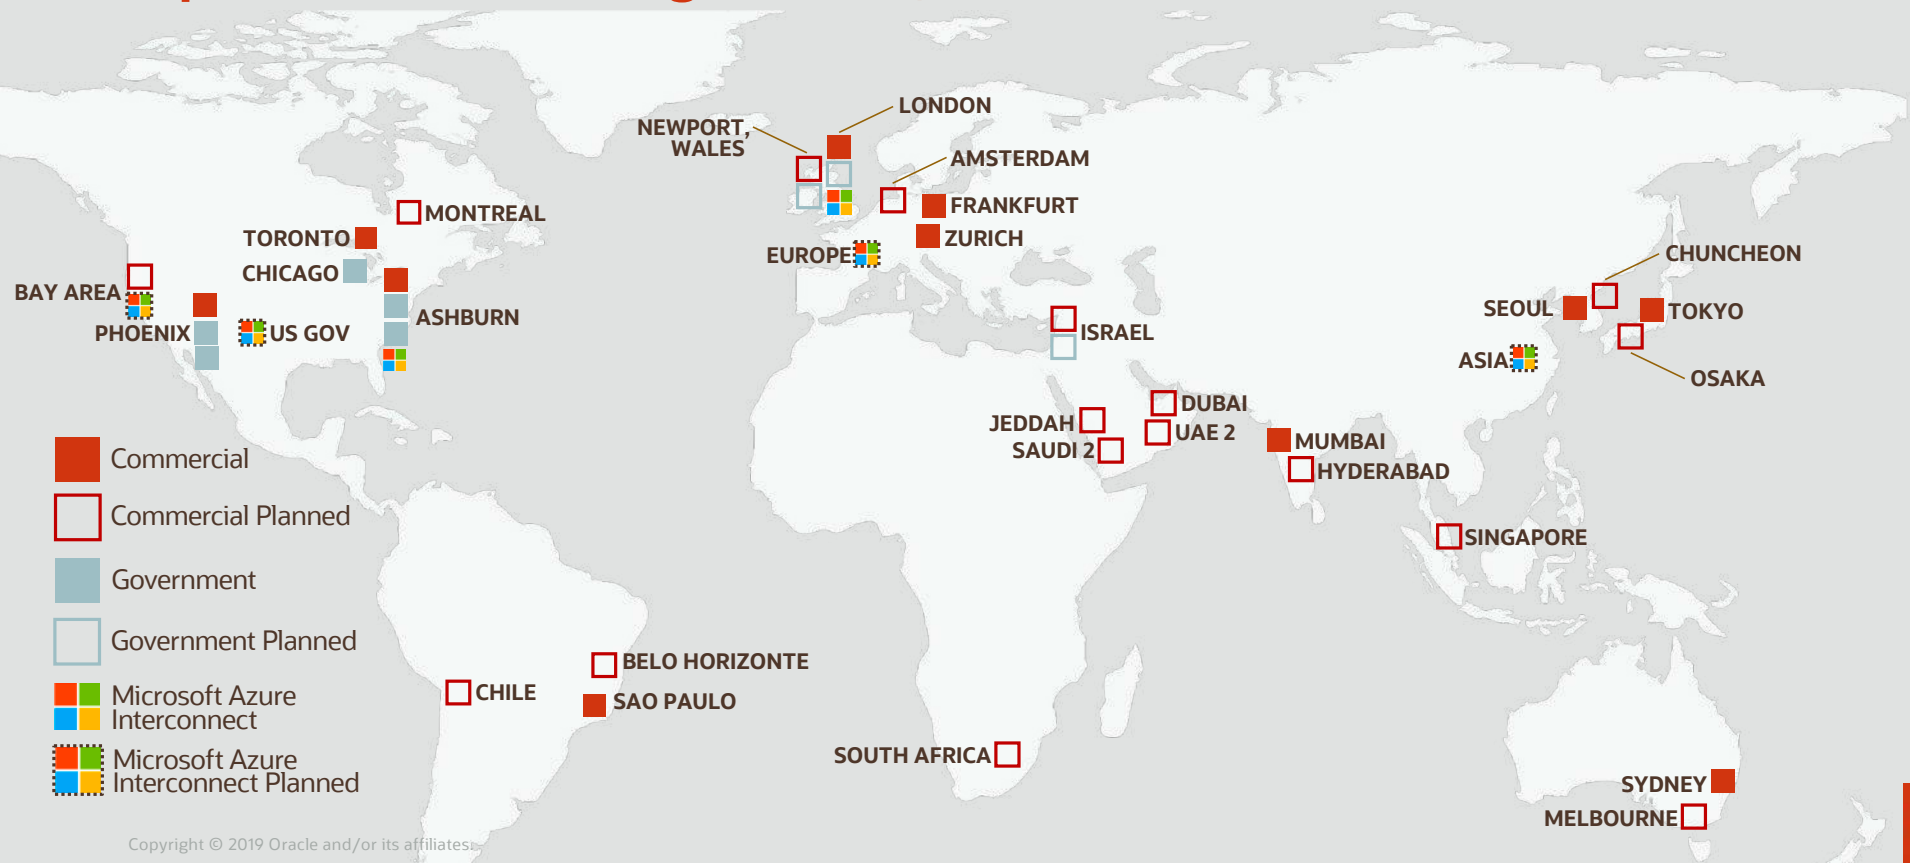 LONDON
NEWPORT,
WALES
AMSTERDAM
MONTREAL
FRANKFURT
TORONTO
ZURICH
EUROPE
CHUNCHEON
CHICAGO
BAY AREA
SEOUL
TOKYO
ASHBURN
PHOENIX
US GOV
ISRAEL
ASIA
OSAKA
DUBAI
JEDDAH
UAE 2
SAUDI 2
MUMBAI
HYDERABAD
Commercial
Commercial Planned
SINGAPORE
Government
Government Planned
BELO HORIZONTE
CHILE
SAO PAULO
Microsoft Azure
Interconnect
Microsoft Azure
Interconnect Planned
SOUTH AFRICA
SYDNEY
MELBOURNE
Copyright © 2019 Oracle and/or its affiliates.